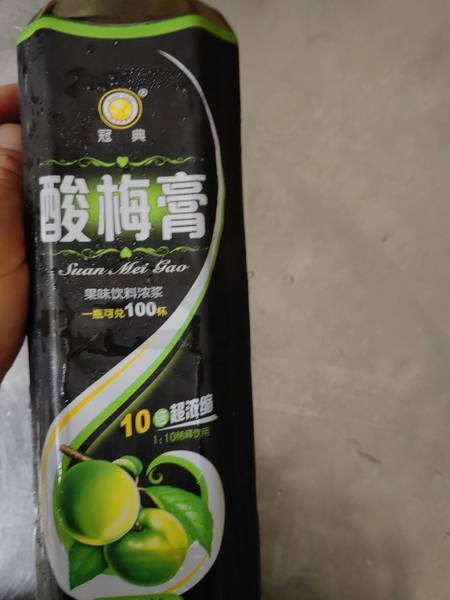 ®
冠典
酸梅膏
Suan Mei Gao
果味饮料浓浆
一瓶可兑100杯
10倍超浓缩
1:10稀释饮用